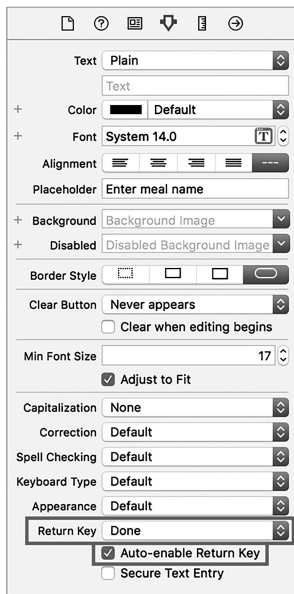 Text Plain
Text
+ Color Default
+ Font System 14.0 T
Alignment ---
Placeholder Enter meal name
+ Background Background Image
+ Disabled Disabled Background Image
Border Style
Clear Button Never appears
Clear when editing begins
Min Font Size 17
Adjust to Fit
Capitalization None
Correction Default
Spell Checking Default
Keyboard Type Default
Appearance Default
Return Key Done
Auto-enable Return Key
Secure Text Entry